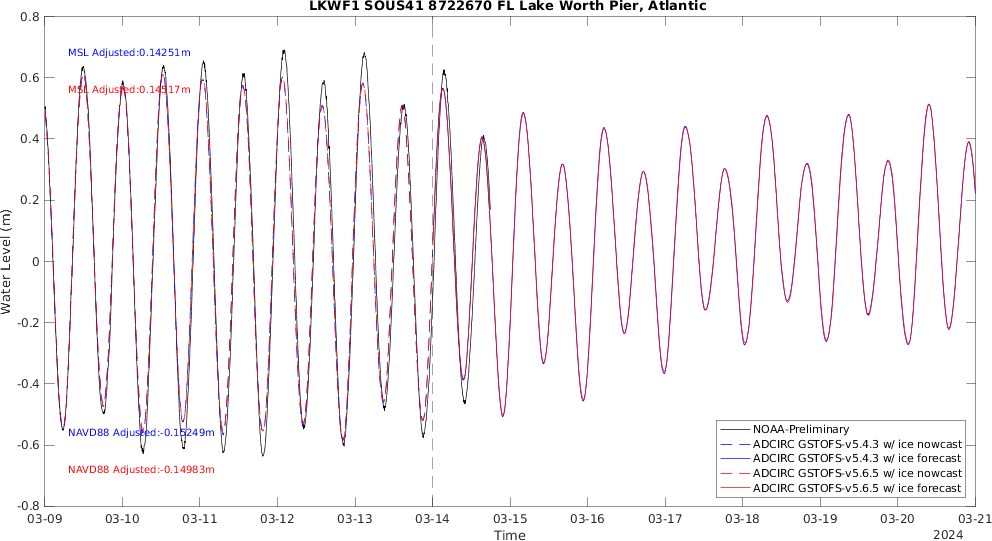 LKWF1 SOUS41 8722670 FL Lake Worth Pier, Atlantic
0.8
0.6
0.4
0.2
0
-0.2
-0.4
-0.6
-0.8
Water Level (m)
MSL Adjusted:0.14251m
MSL Adjusted:0.14517m
NAVD88 Adjusted:-0.15249m
NAVD88 Adjusted:-0.14983m
NOAA-Preliminary
ADCIRC GSTOFS-v5.4.3 w/ ice nowcast
ADCIRC GSTOFS-v5.4.3 w/ ice forecast
ADCIRC GSTOFS-v5.6.5 w/ ice nowcast
ADCIRC GSTOFS-v5.6.5 w/ ice forecast
03-09 03-10 03-11 03-12 03-13 03-14 03-15 03-16 03-17 03-18 03-19 03-20 03-21
Time
2024